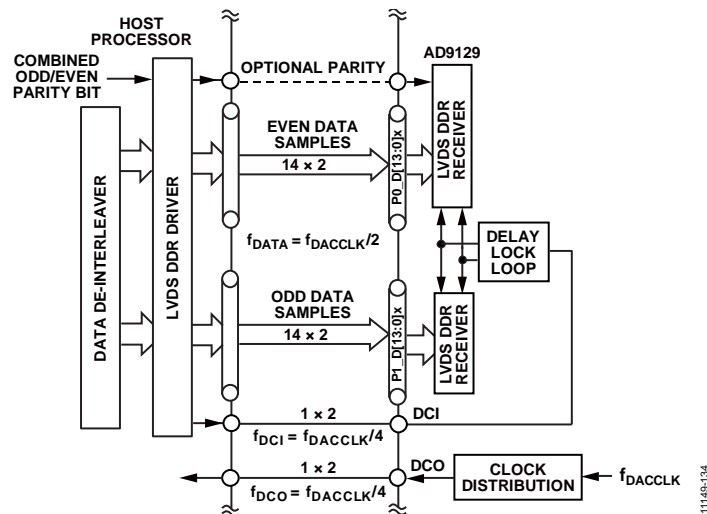 HOST
PROCESSOR
AD9129
COMBINED
ODD/EVEN
PARITY BIT
OPTIONAL PARITY
DATA DE-INTERLEAVER
LVDS DDR DRIVER
EVEN DATA
SAMPLES
14 × 2
P0_D[13:0]x
LVDS DDR
RECEIVER
fDATA = fDACCLK/2
DELAY
LOCK
LOOP
ODD DATA
SAMPLES
14 × 2
P1_D[13:0]x
LVDS DDR
RECEIVER
1 × 2
DCI
fDCI = fDACCLK/4
1 × 2
DCO
fDCO = fDACCLK/4
CLOCK
DISTRIBUTION
fDACCLK
11149-134